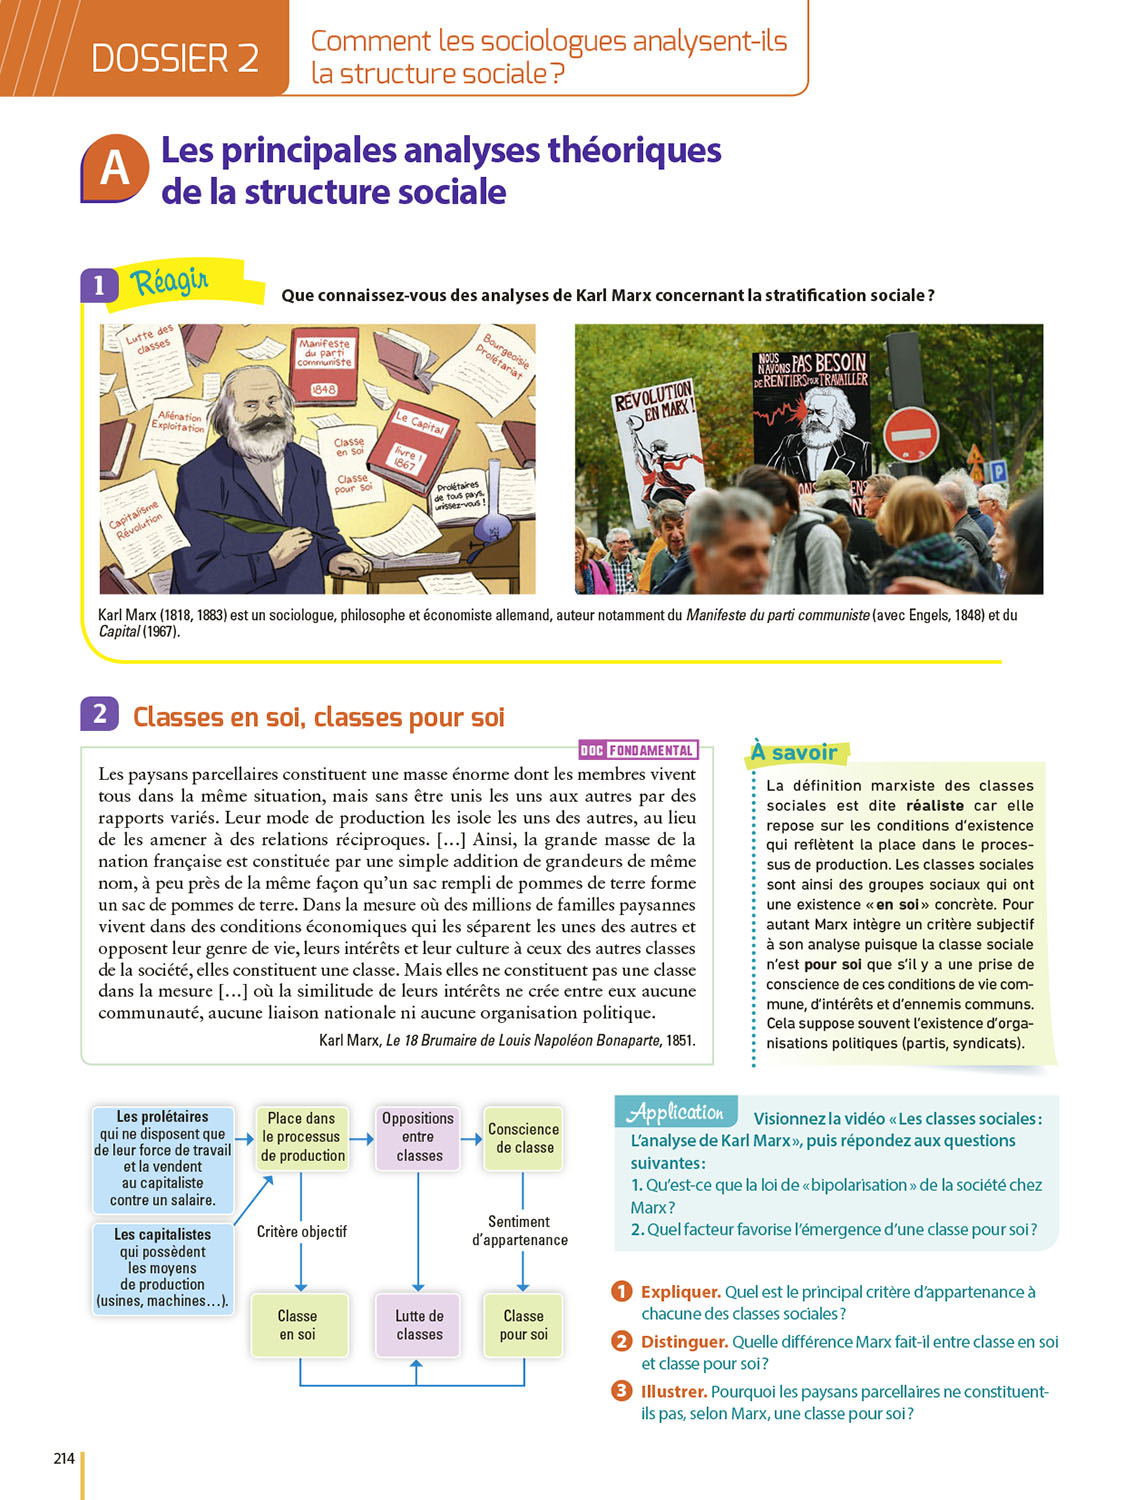 DOSSIER 2
Comment les sociologues analysent-ils
la structure sociale ?
A
Les principales analyses théoriques
de la structure sociale
1
Réagir
Que connaissez-vous des analyses de Karl Marx concernant la stratification sociale ?
Lutte des
classes
Manifeste
du parti
communiste
1848
Bourgeoisie
Prolétariat
Aliénation
Exploitation
Le Capital
livre I
1867
Classe
en soi
Classe
pour soi
Prolétaires
de tous pays,
unissez-vous !
Capitalisme
Révolution
RÉVOLUTION
EN MARX !
NOUS
N'AVONS PAS BESOIN
DE RENTIERS POUR TRAVAILLER
P
Karl Marx (1818, 1883) est un sociologue, philosophe et économiste allemand, auteur notamment du Manifeste du parti communiste (avec Engels, 1848) et du
Capital (1967).
2
Classes en soi, classes pour soi
DOC FONDAMENTAL
Les paysans parcellaires constituent une masse énorme dont les membres vivent
tous dans la même situation, mais sans être unis les uns aux autres par des
rapports variés. Leur mode de production les isole les uns des autres, au lieu
de les amener à des relations réciproques. […] Ainsi, la grande masse de la
nation française est constituée par une simple addition de grandeurs de même
nom, à peu près de la même façon qu'un sac rempli de pommes de terre forme
un sac de pommes de terre. Dans la mesure où des millions de familles paysannes
vivent dans des conditions économiques qui les séparent les unes des autres et
opposent leur genre de vie, leurs intérêts et leur culture à ceux des autres classes
de la société, elles constituent une classe. Mais elles ne constituent pas une classe
dans la mesure […] où la similitude de leurs intérêts ne crée entre eux aucune
communauté, aucune liaison nationale ni aucune organisation politique.
Karl Marx, Le 18 Brumaire de Louis Napoléon Bonaparte, 1851.
À savoir
La définition marxiste des classes
sociales est dite réaliste car elle
repose sur les conditions d'existence
qui reflètent la place dans le proces-
sus de production. Les classes sociales
sont ainsi des groupes sociaux qui ont
une existence « en soi » concrète. Pour
autant Marx intègre un critère subjectif
à son analyse puisque la classe sociale
n'est pour soi que s'il y a une prise de
conscience de ces conditions de vie com-
mune, d'intérêts et d'ennemis communs.
Cela suppose souvent l'existence d'orga-
nisations politiques (partis, syndicats).
Les prolétaires
qui ne disposent que
de leur force de travail
et la vendent
au capitaliste
contre un salaire.
Les capitalistes
qui possèdent
les moyens
de production
(usines, machines…).
Place dans
le processus
de production
Oppositions
entre
classes
Conscience
de classe
Critère objectif
Sentiment
d'appartenance
Classe
en soi
Lutte de
classes
Classe
pour soi
Application
Visionnez la vidéo « Les classes sociales :
L'analyse de Karl Marx », puis répondez aux questions
suivantes :
1. Qu'est-ce que la loi de « bipolarisation » de la société chez
Marx ?
2. Quel facteur favorise l'émergence d'une classe pour soi ?
1 Expliquer. Quel est le principal critère d'appartenance à
chacune des classes sociales ?
2 Distinguer. Quelle différence Marx fait-il entre classe en soi
et classe pour soi ?
3 Illustrer. Pourquoi les paysans parcellaires ne constituent-
ils pas, selon Marx, une classe pour soi ?
214